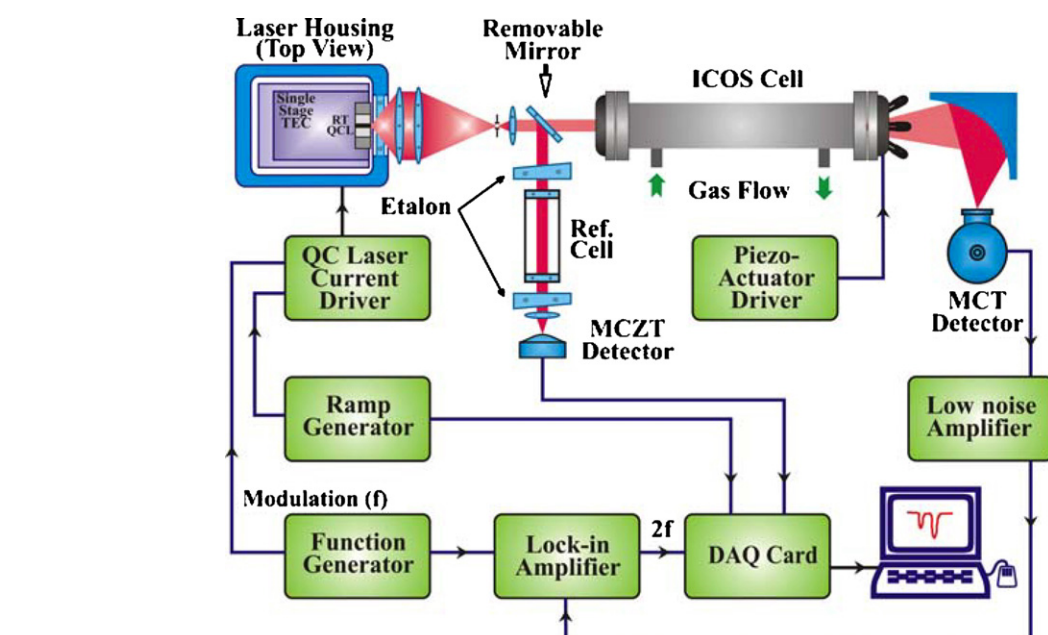 Laser Housing
(Top View)
Removable
Mirror
ICOS Cell
Single
Stage
TEC
RT
QCL
Etalon
Ref.
Cell
Gas Flow
QC Laser
Current
Driver
Piezo-
Actuator
Driver
MCT
Detector
MCZT
Detector
Ramp
Generator
Low noise
Amplifier
Modulation (f)
Function
Generator
Lock-in
Amplifier
2f
DAQ Card